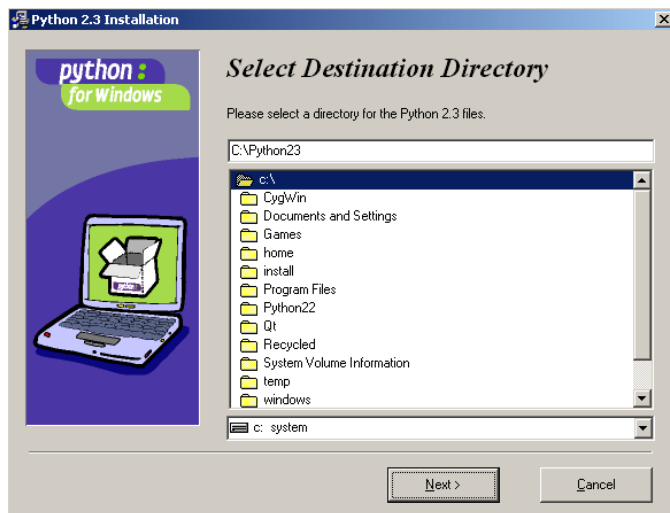 Python 2.3 Installation
python :
for Windows
Select Destination Directory
Please select a directory for the Python 2.3 files.
C:\Python23
c:\
CygWin
Documents and Settings
Games
home
install
Program Files
Python22
Qt
Recycled
System Volume Information
temp
windows
python
c: system
Next >
Cancel